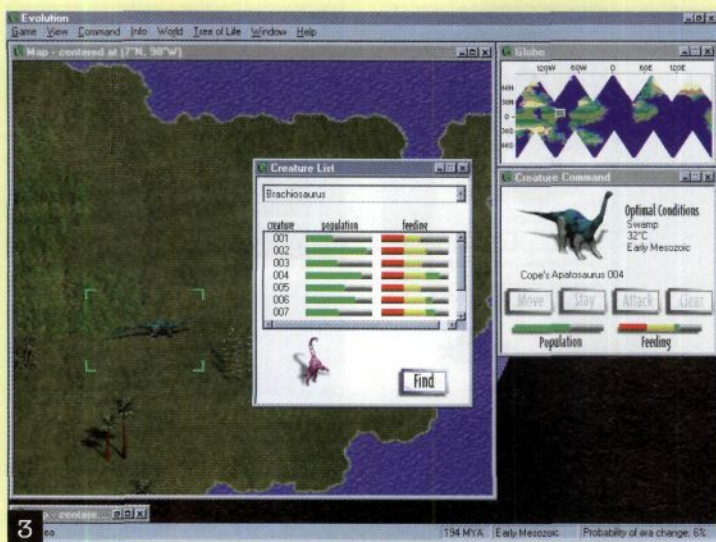 Evolution
Game View Command Info World Tree of Life Window Help
Map - centered at (7°N, 98°W)
Globe
120W 60W 0 60E 120E
60N
30N
0
30S
60S
Creature List
Brachiosaurus
creature population feeding
001
002
003
004
005
006
007
Find
Creature Command
Optimal Conditions
Swamp
32°C
Early Mesozoic
Cope's Apatosaurus 004
Move Stay Attack Clear
Population Feeding
3
194 MYA Early Mesozoic Probability of era change: 6%